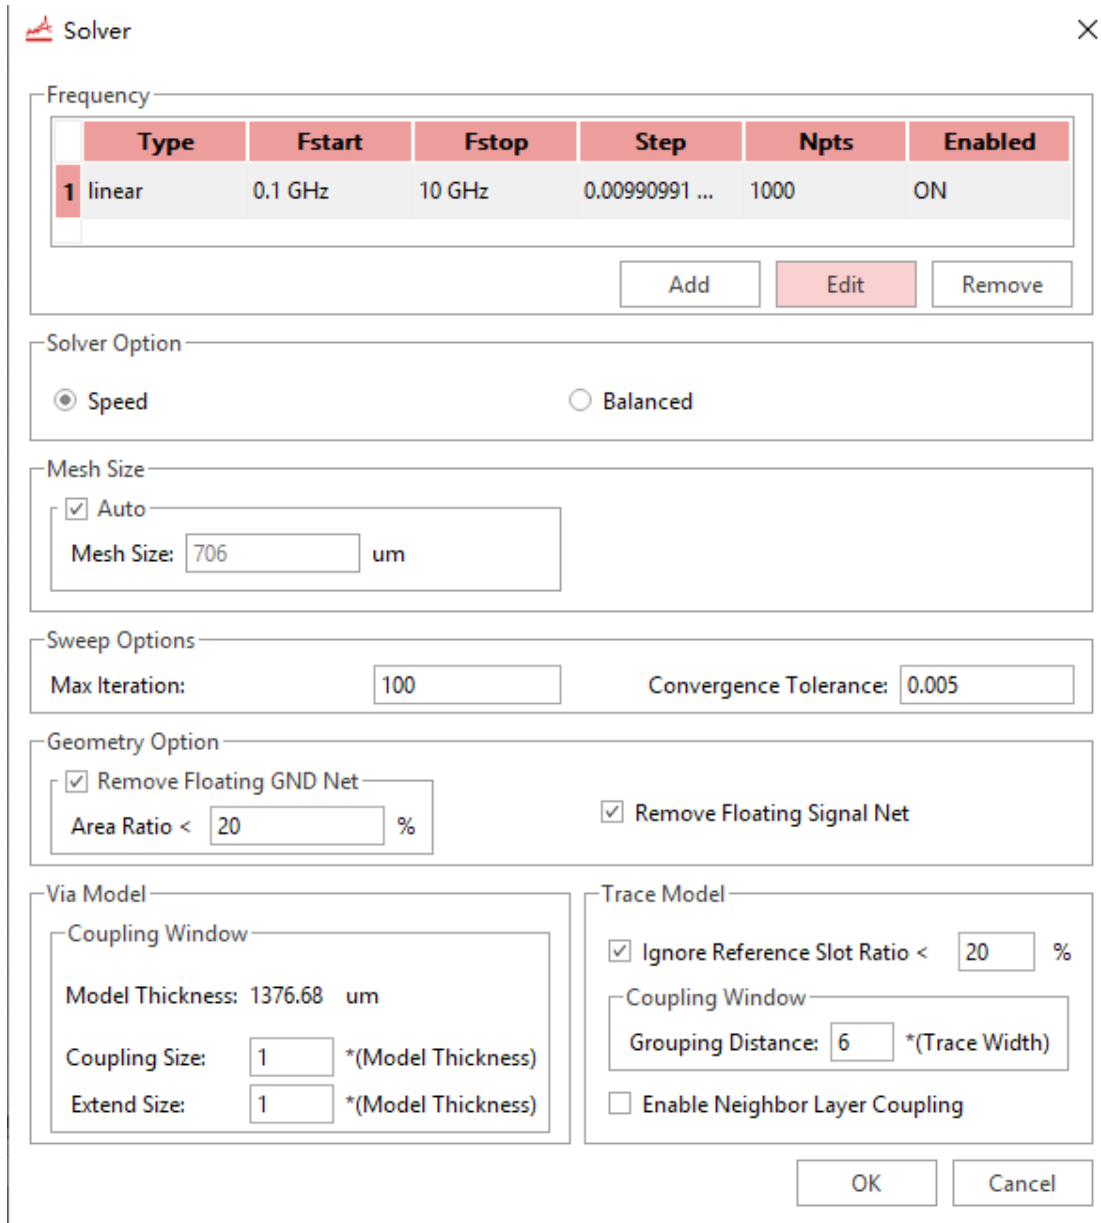 Solver
Frequency
Type Fstart Fstop Step Npts Enabled
1 linear 0.1 GHz 10 GHz 0.00990991 ... 1000 ON
Add Edit Remove
Solver Option
Speed Balanced
Mesh Size
Auto
Mesh Size: 706 um
Sweep Options
Max Iteration: 100 Convergence Tolerance: 0.005
Geometry Option
Remove Floating GND Net
Area Ratio < 20 %
Remove Floating Signal Net
Via Model
Coupling Window
Model Thickness: 1376.68 um
Coupling Size: 1 *(Model Thickness)
Extend Size: 1 *(Model Thickness)
Trace Model
Ignore Reference Slot Ratio < 20 %
Coupling Window
Grouping Distance: 6 *(Trace Width)
Enable Neighbor Layer Coupling
OK Cancel